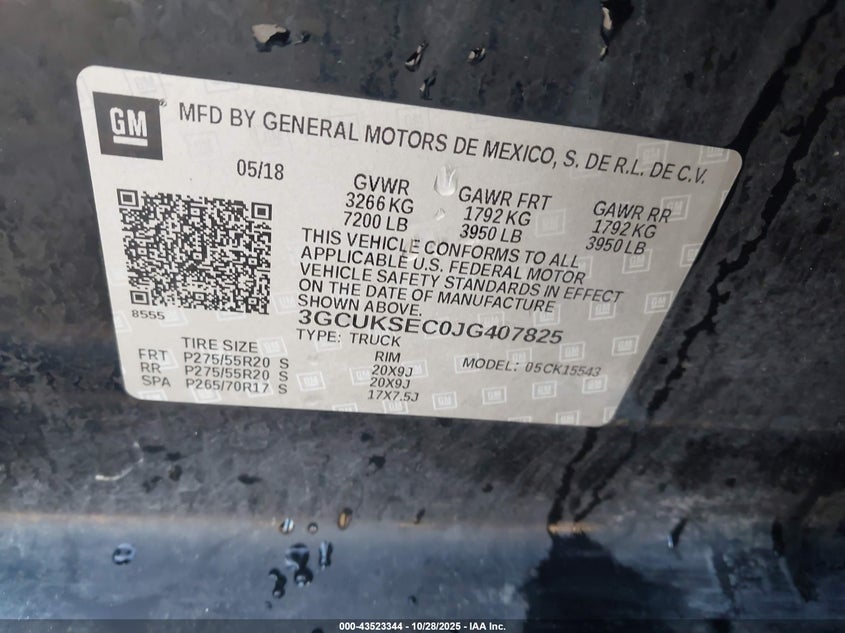 GM
MFD BY GENERAL MOTORS DE MEXICO, S. DE R.L. DE C.V.
05/18
GVWR
3266 KG
7200 LB
GAWR FRT
1792 KG
3950 LB
GAWR RR
1792 KG
3950 LB
THIS VEHICLE CONFORMS TO ALL
APPLICABLE U.S. FEDERAL MOTOR
VEHICLE SAFETY STANDARDS IN EFFECT
ON THE DATE OF MANUFACTURE
SHOWN ABOVE.
8555
3GCUKSEC0JG407825
TYPE: TRUCK
MODEL: 05CK15543
TIRE SIZE RIM
FRT P275/55R20 S 20X9J
RR P275/55R20 S 20X9J
SPA P265/70R17 S 17X7.5J
000-43523344 | 10/28/2025 - IAA Inc.